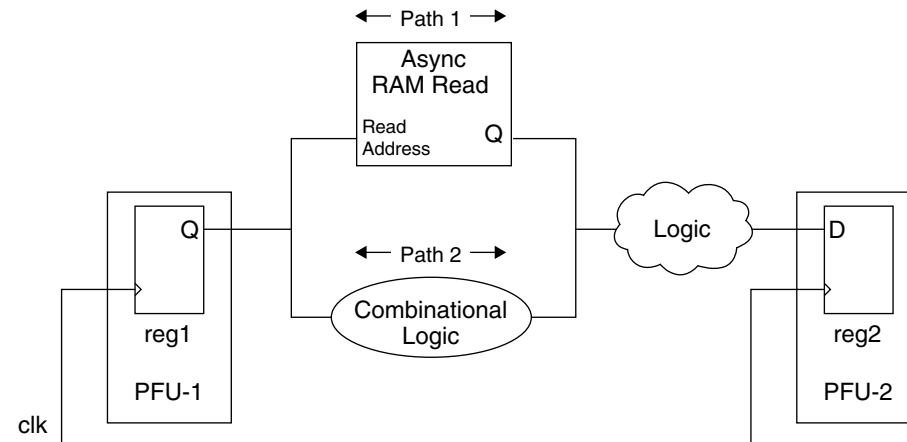 Path 1
Async
RAM Read
Read
Address
Q
Q
Path 2
Logic
D
Combinational
Logic
reg1
reg2
PFU-1
PFU-2
clk